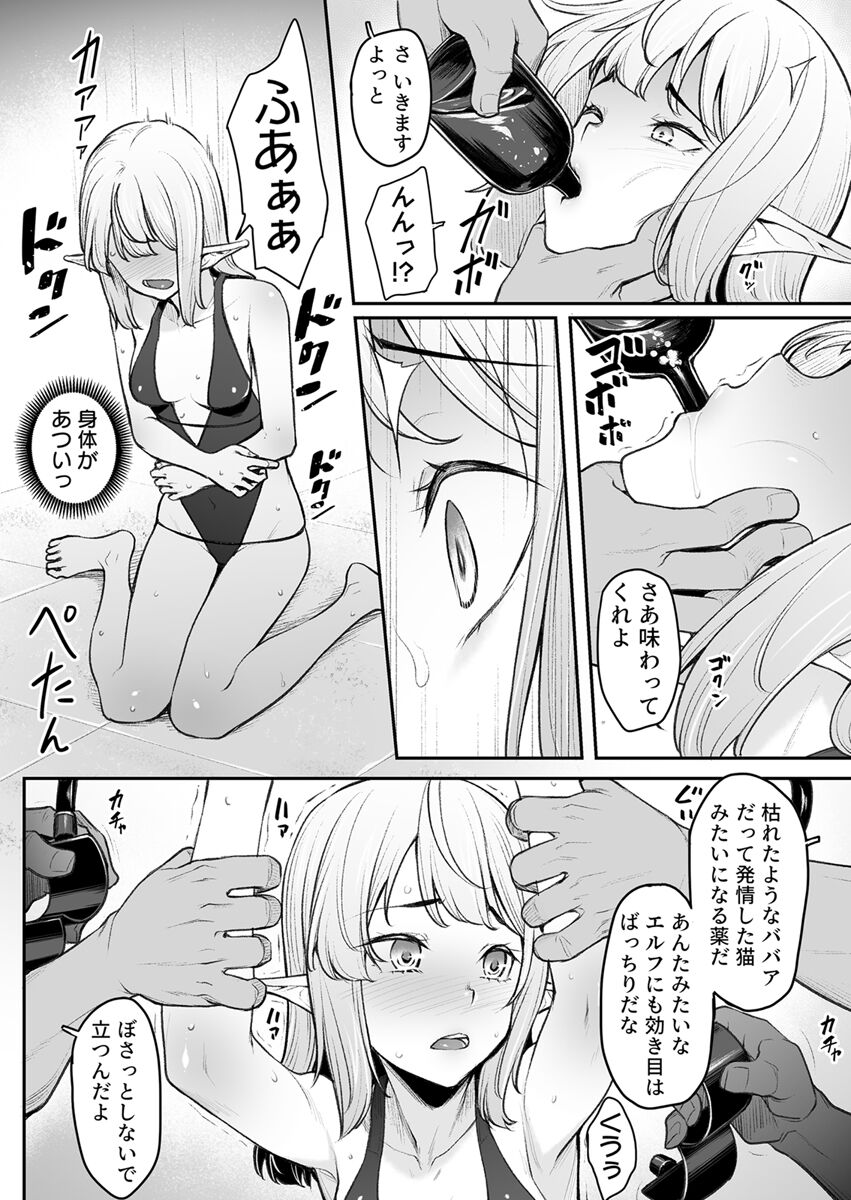 さ いきます
よっと
んんっ!?
ガボ
グッ
ゴボボボ
さあ味わって
くれよ
ゴクン
カァァァァ
ふあぁぁ
ドクン
ドクン
ドクン
身体が
あついっ
ぺたん
枯れたようなババア
だって発情した猫
みたいになる薬だ
あんたみたいな
エルフにも効き目は
ばっちりだな
ぐい
ハァ
カチャ
カチャ
ハァ
くうぅ
ぼさっとしないで
立つんだよ